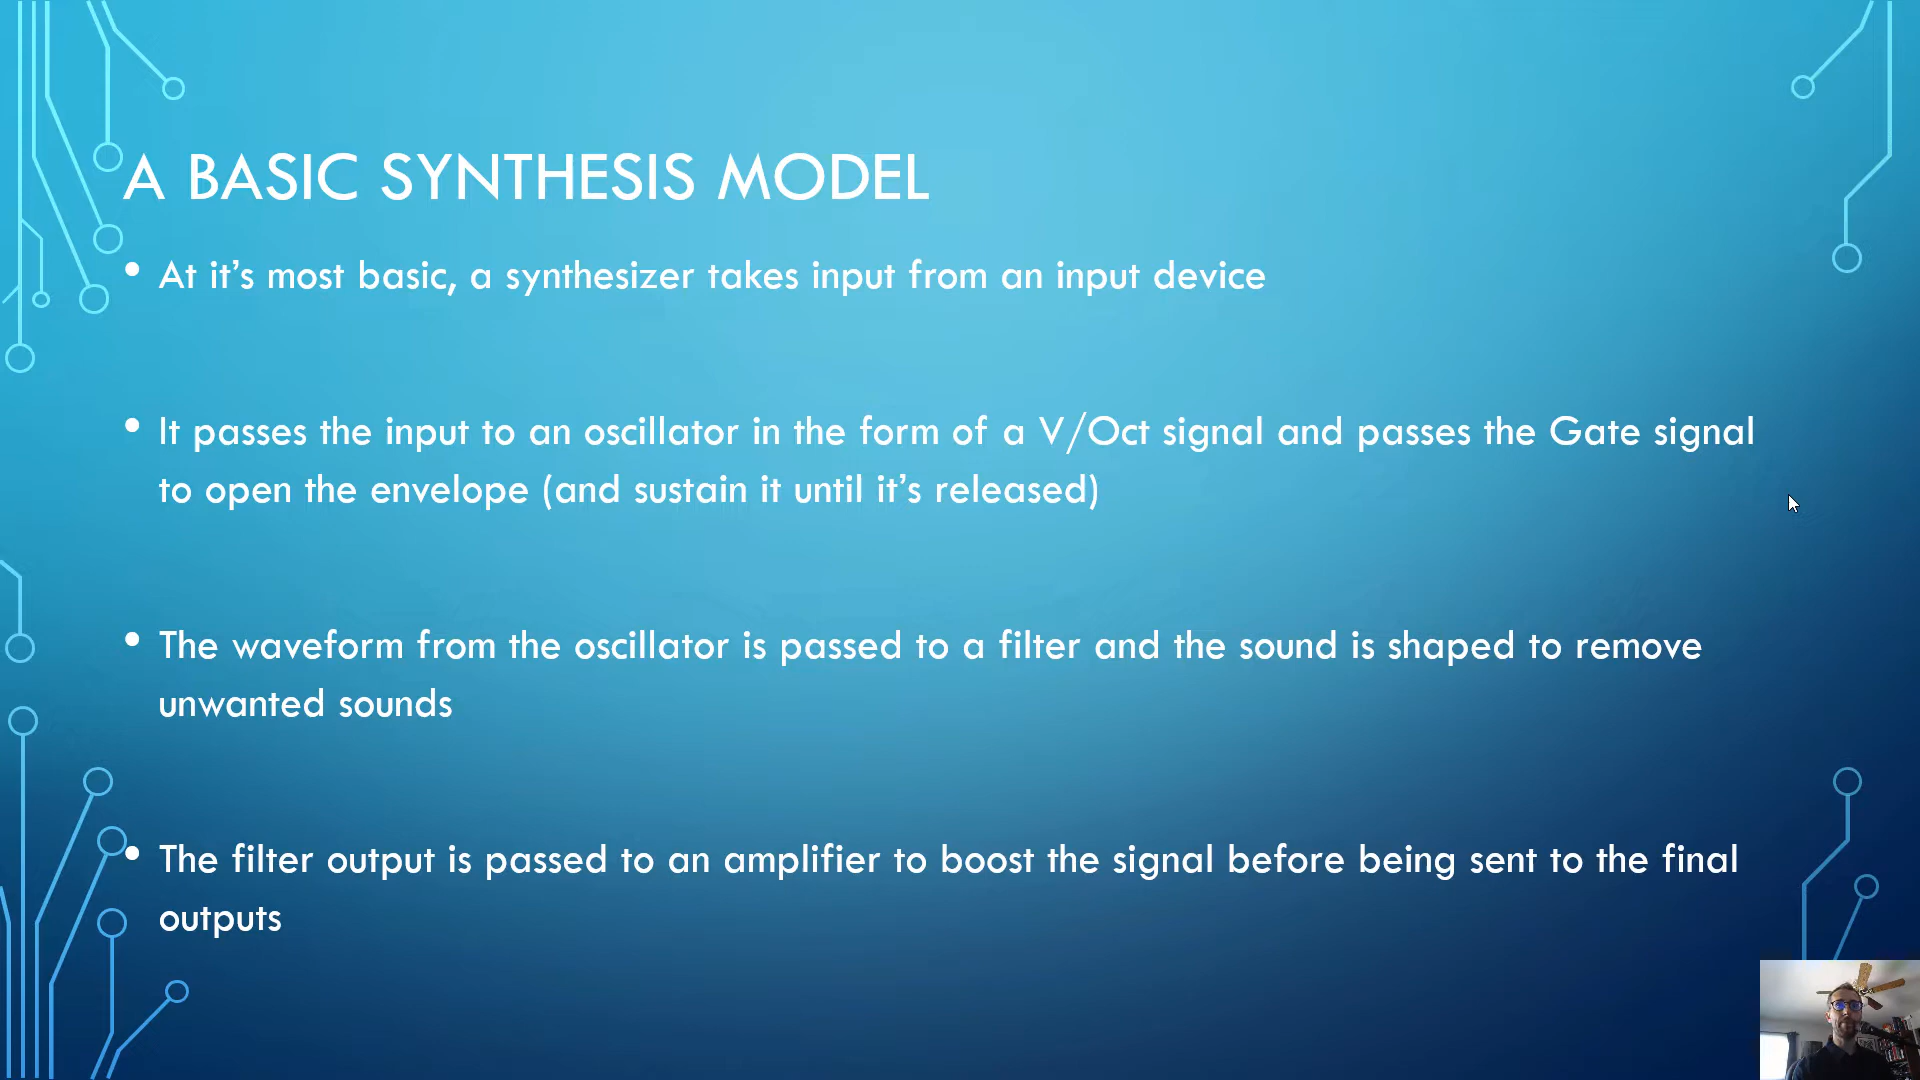 A BASIC SYNTHESIS MODEL
• At it’s most basic, a synthesizer takes input from an input device
• It passes the input to an oscillator in the form of a V/Oct signal and passes the Gate signal
to open the envelope (and sustain it until it’s released)
• The waveform from the oscillator is passed to a filter and the sound is shaped to remove
unwanted sounds
• The filter output is passed to an amplifier to boost the signal before being sent to the final
outputs